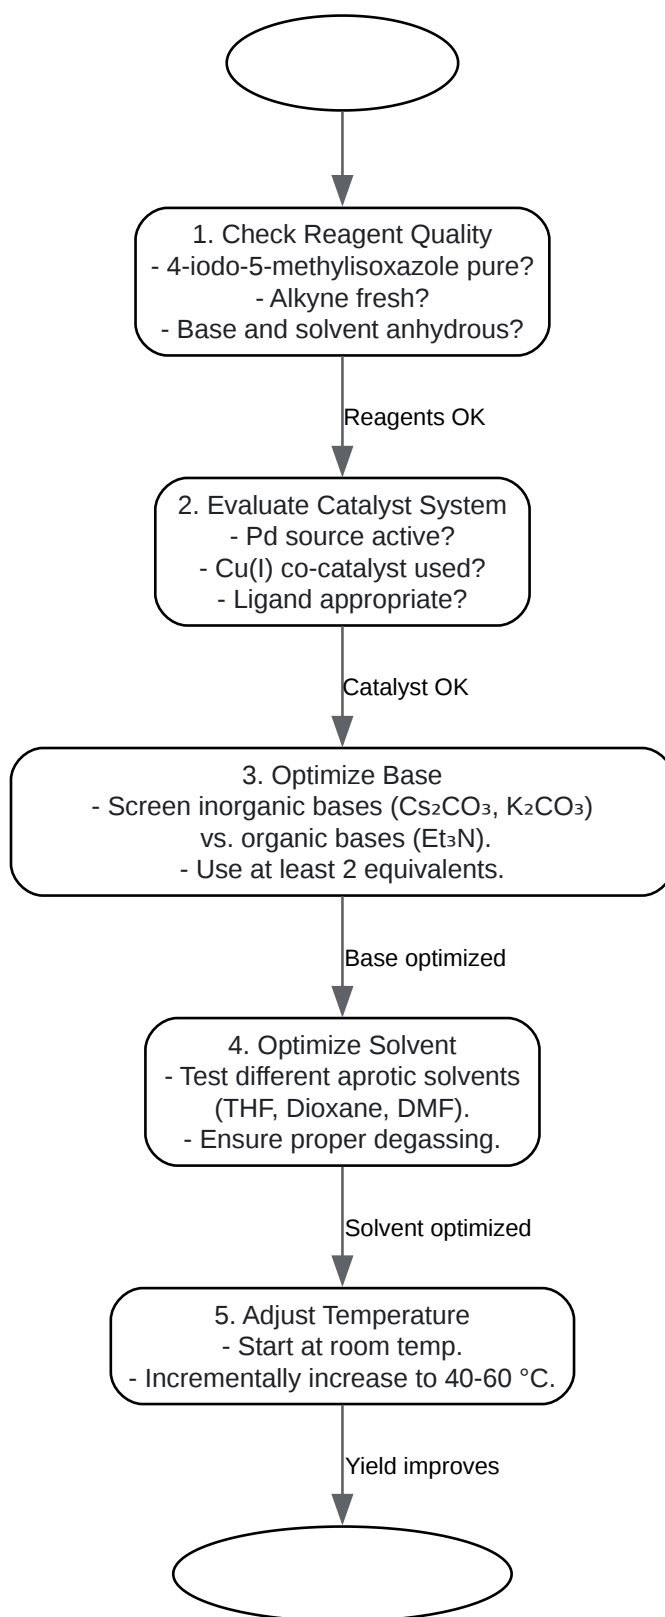 1. Check Reagent Quality
- 4-iodo-5-methylisoxazole pure?
- Alkyne fresh?
- Base and solvent anhydrous?
Reagents OK
2. Evaluate Catalyst System
- Pd source active?
- Cu(I) co-catalyst used?
- Ligand appropriate?
Catalyst OK
3. Optimize Base
- Screen inorganic bases (Cs₂CO₃, K₂CO₃)
vs. organic bases (Et₃N).
- Use at least 2 equivalents.
Base optimized
4. Optimize Solvent
- Test different aprotic solvents
(THF, Dioxane, DMF).
- Ensure proper degassing.
Solvent optimized
5. Adjust Temperature
- Start at room temp.
- Incrementally increase to 40-60 °C.
Yield improves